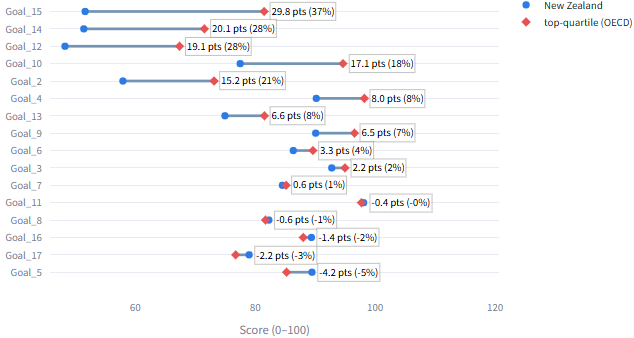 New Zealand
top-quartile (OECD)
Goal_15 29.8 pts (37%)
Goal_14 20.1 pts (28%)
Goal_12 19.1 pts (28%)
Goal_10 17.1 pts (18%)
Goal_2 15.2 pts (21%)
Goal_4 8.0 pts (8%)
Goal_13 6.6 pts (8%)
Goal_9 6.5 pts (7%)
Goal_6 3.3 pts (4%)
Goal_3 2.2 pts (2%)
Goal_7 0.6 pts (1%)
Goal_11 -0.4 pts (-0%)
Goal_8 -0.6 pts (-1%)
Goal_16 -1.4 pts (-2%)
Goal_17 -2.2 pts (-3%)
Goal_5 -4.2 pts (-5%)
60 80 100 120
Score (0–100)